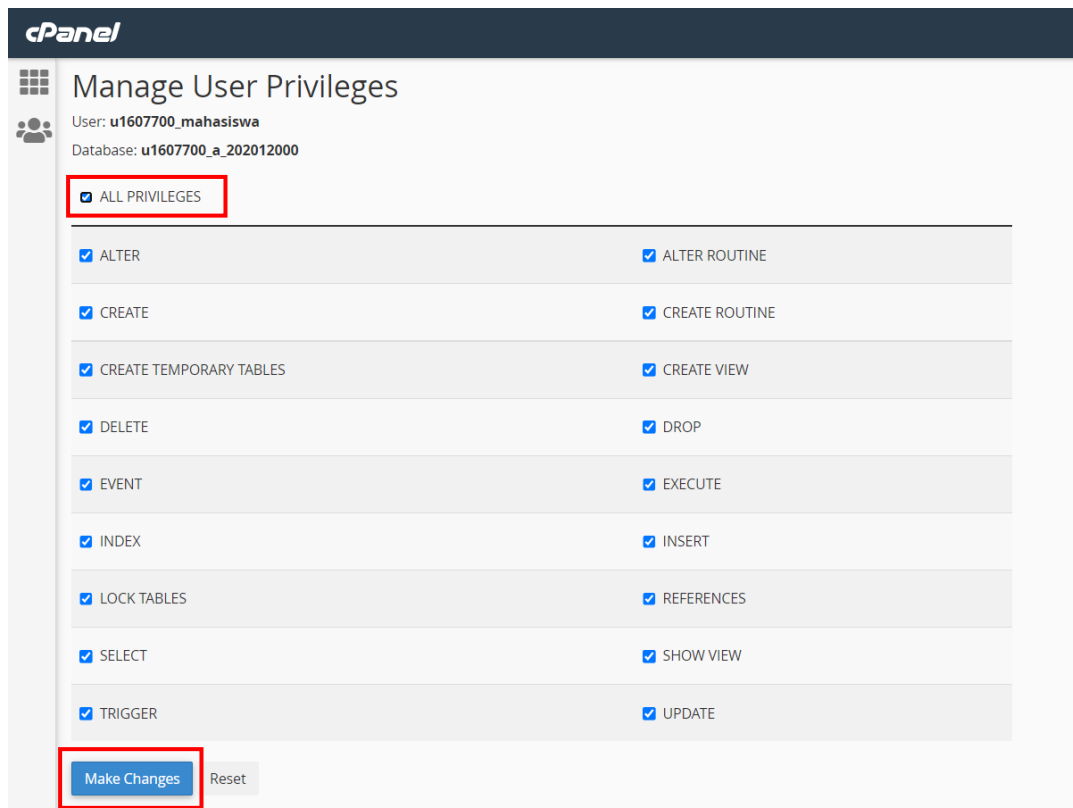 cPanel
Manage User Privileges
User: u1607700_mahasiswa
Database: u1607700_a_202012000
ALL PRIVILEGES
ALTER ALTER ROUTINE
CREATE CREATE ROUTINE
CREATE TEMPORARY TABLES CREATE VIEW
DELETE DROP
EVENT EXECUTE
INDEX INSERT
LOCK TABLES REFERENCES
SELECT SHOW VIEW
TRIGGER UPDATE
Make Changes Reset